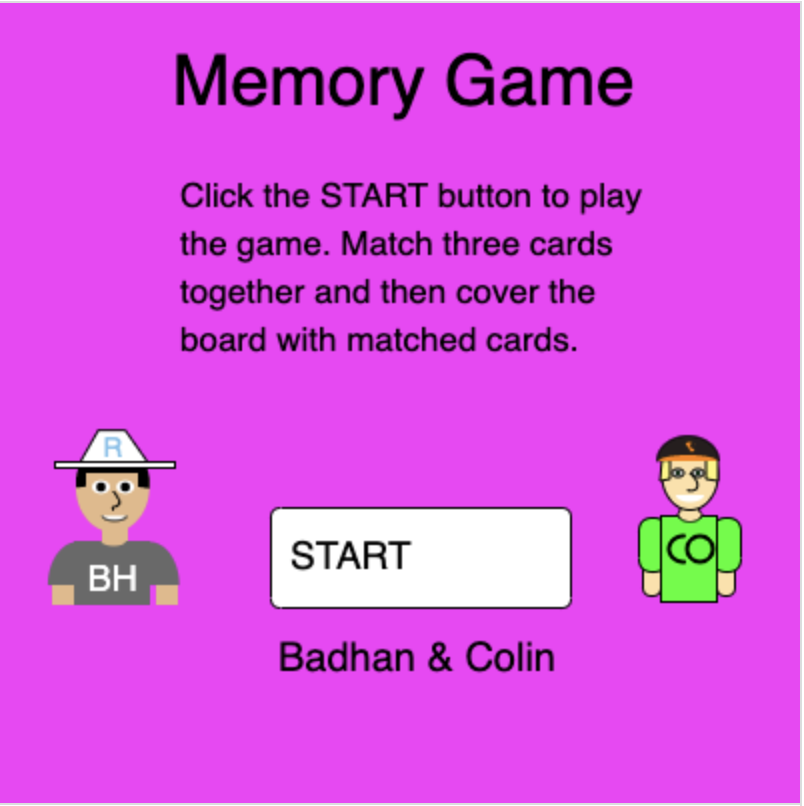 Memory Game
Click the START button to play
the game. Match three cards
together and then cover the
board with matched cards.
R
BH
START
CO
Badhan & Colin